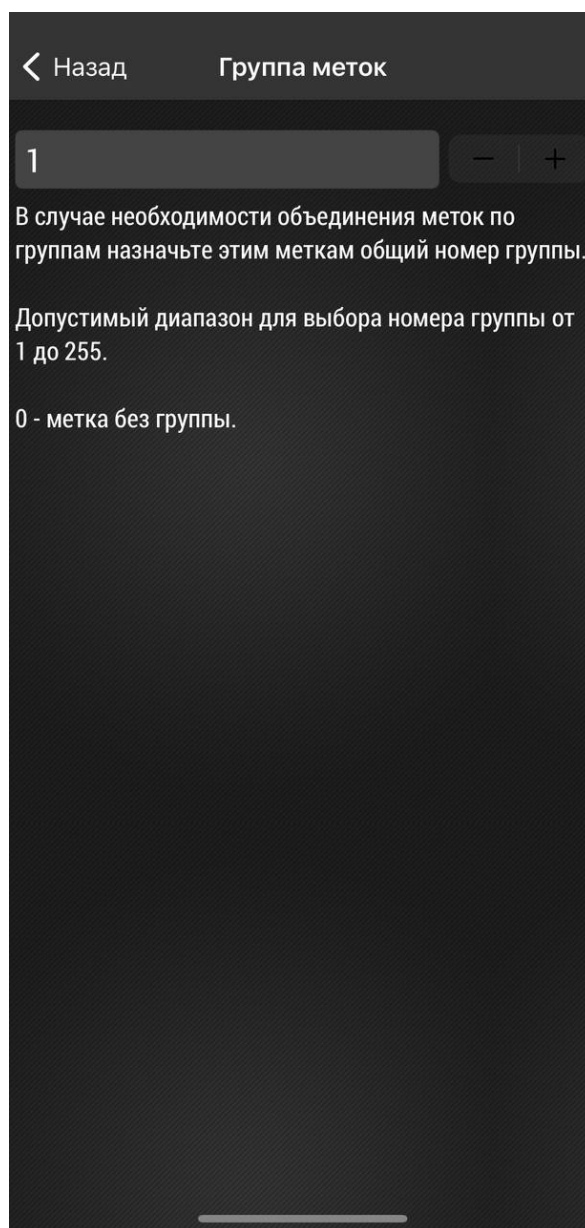 Назад
Группа меток
1
В случае необходимости объединения меток по
группам назначьте этим меткам общий номер группы.
Допустимый диапазон для выбора номера группы от
1 до 255.
0 - метка без группы.